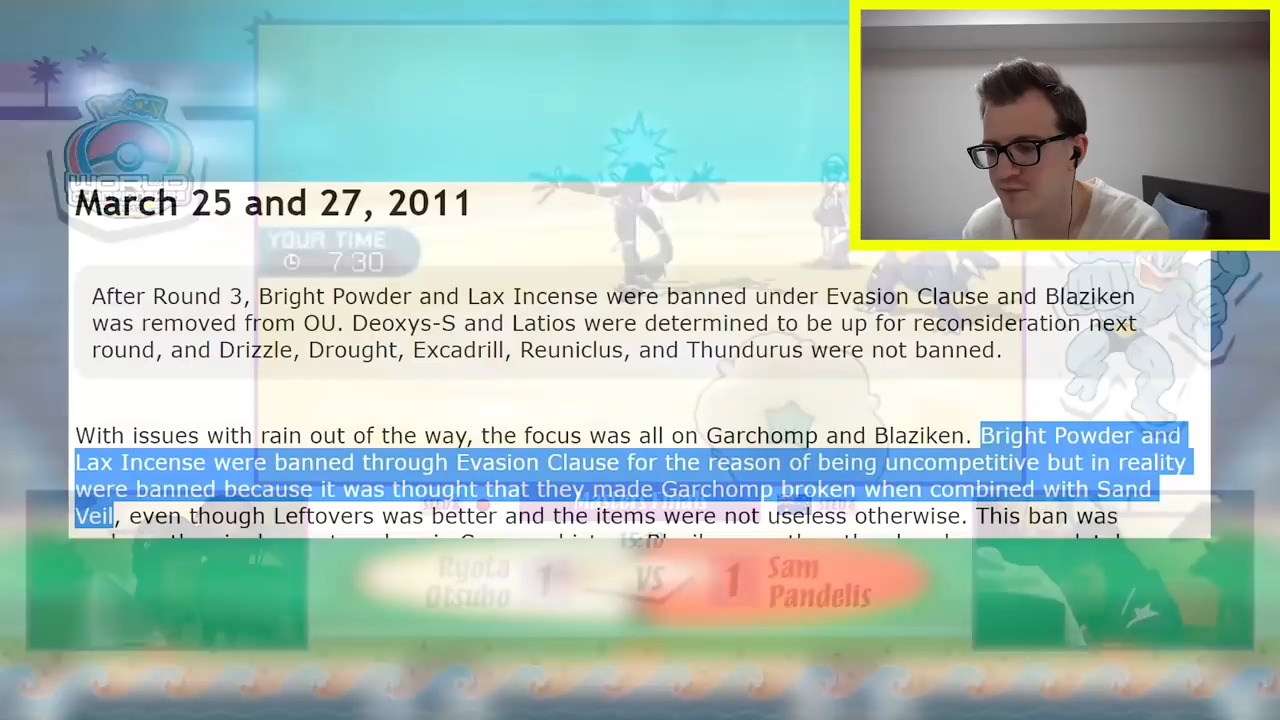 POKéMON
WORLD
March 25 and 27, 2011
YOUR TIME
7:30
After Round 3, Bright Powder and Lax Incense were banned under Evasion Clause and Blaziken
was removed from OU. Deoxys-S and Latios were determined to be up for reconsideration next
round, and Drizzle, Drought, Excadrill, Reuniclus, and Thundurus were not banned.
With issues with rain out of the way, the focus was all on Garchomp and Blaziken. Bright Powder and
Lax Incense were banned through Evasion Clause for the reason of being uncompetitive but in reality
were banned because it was thought that they made Garchomp broken when combined with Sand
Veil, even though Leftovers was better and the items were not useless otherwise. This ban was
Masters Finals
Ryota
Otsubo
1
VS
1
Sam
Pandelis